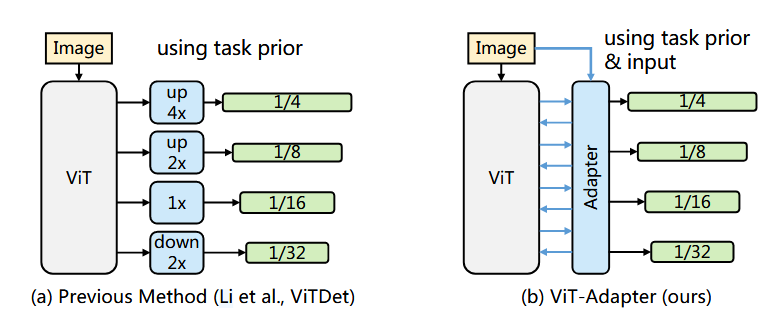 Image
using task prior
ViT
up
4x
1/4
up
2x
1/8
1x
1/16
down
2x
1/32
(a) Previous Method (Li et al., ViTDet)
Image
using task prior
& input
ViT
Adapter
1/4
1/8
1/16
1/32
(b) ViT-Adapter (ours)